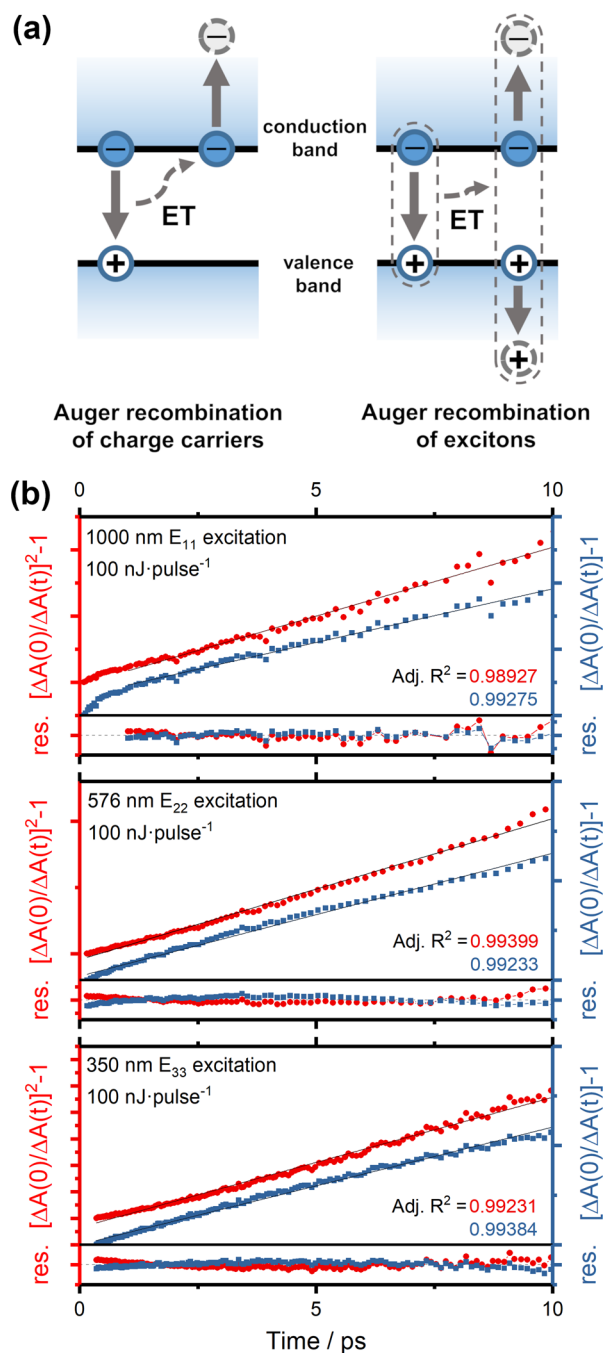 (a)
conduction
band
ET
ET
valence
band
Auger recombination
of charge carriers
Auger recombination
of excitons
(b)
0 5 10
1000 nm E₁₁ excitation
100 nJ·pulse⁻¹
[ΔA(0)/ΔA(t)]²-1
[ΔA(0)/ΔA(t)]-1
Adj. R² = 0.98927
0.99275
res.
res.
576 nm E₂₂ excitation
100 nJ·pulse⁻¹
[ΔA(0)/ΔA(t)]²-1
[ΔA(0)/ΔA(t)]-1
Adj. R² = 0.99399
0.99233
res.
res.
350 nm E₃₃ excitation
100 nJ·pulse⁻¹
[ΔA(0)/ΔA(t)]²-1
[ΔA(0)/ΔA(t)]-1
Adj. R² = 0.99231
0.99384
res.
res.
0 5 10
Time / ps